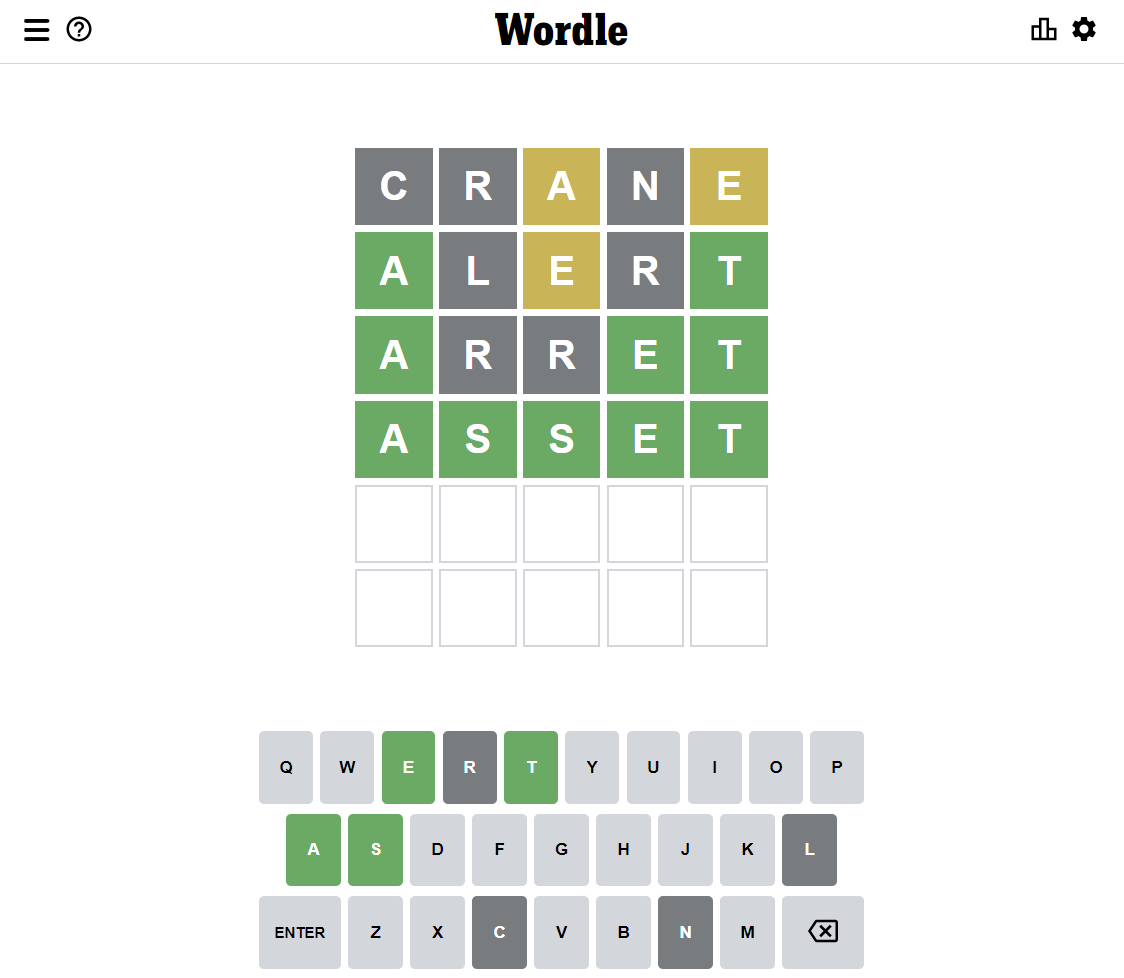 Wordle
C R A N E
A L E R T
A R R E T
A S S E T
Q W E R T Y U I O P
A S D F G H J K L
ENTER Z X C V B N M